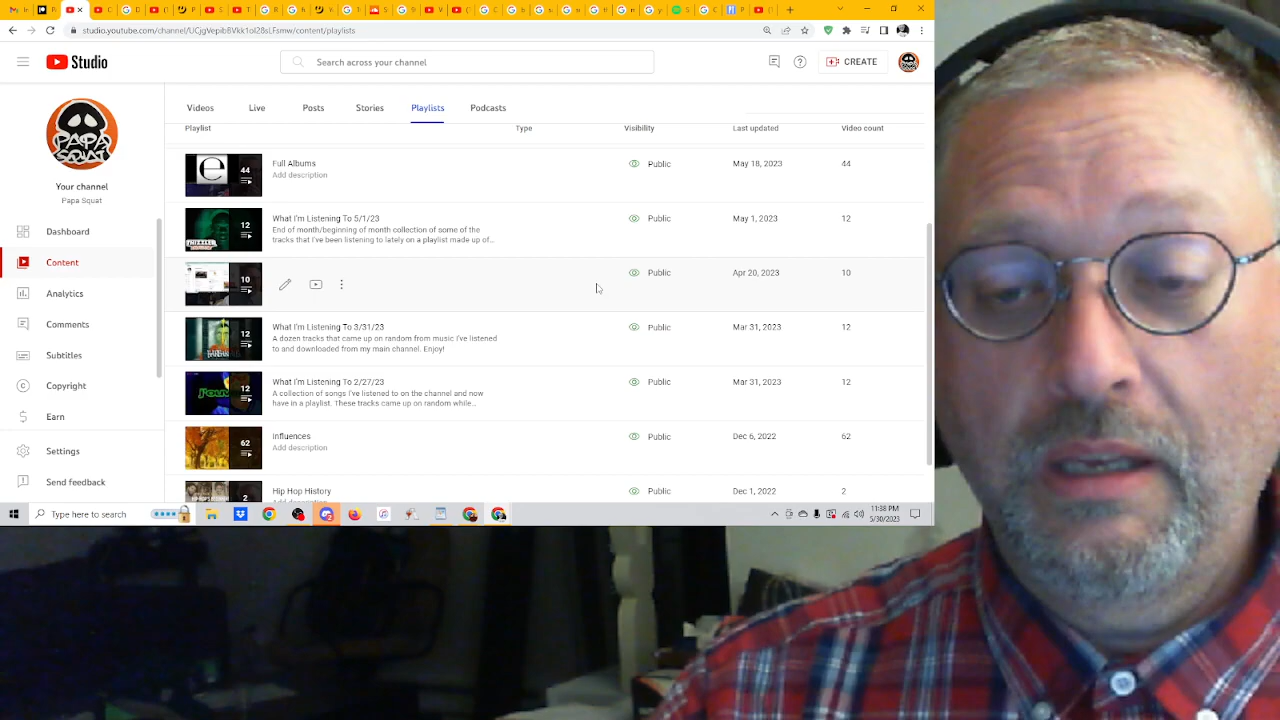 studio.youtube.com/channel/UCjgVepibBVkk1oI28sLFsmw/content/playlists
Studio
Search across your channel
CREATE
PAPA SQUAT
Your channel
Papa Squat
Dashboard
Content
Analytics
Comments
Subtitles
Copyright
Earn
Settings
Send feedback
Videos Live Posts Stories Playlists Podcasts
Playlist Type Visibility Last updated Video count
e 44 Full Albums Public May 18, 2023 44
Add description
12 What I'm Listening To 5/1/23 Public May 1, 2023 12
End of month/beginning of month collection of some of the
tracks that I've been listening to lately on a playlist made up of...
10 Public Apr 20, 2023 10
12 What I'm Listening To 3/31/23 Public Mar 31, 2023 12
A dozen tracks that came up on random from music I've listened
to and downloaded from my main channel. Enjoy!
12 What I'm Listening To 2/27/23 Public Mar 31, 2023 12
A collection of songs I've listened to on the channel and now
have in a playlist. These tracks came up on random while...
62 Influences Public Dec 6, 2022 62
Add description
2 Hip Hop History Public Dec 1, 2022 2
Type here to search
11:38 PM
5/30/2023